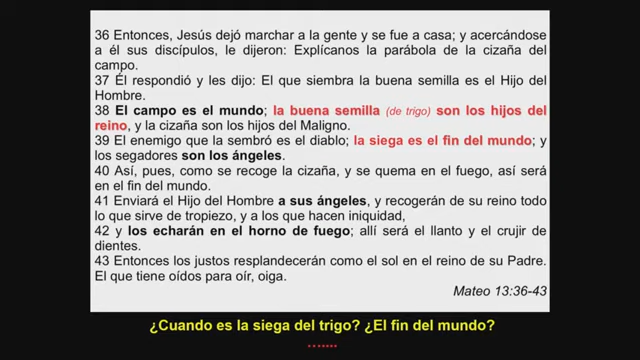 36 Entonces, Jesús dejó marchar a la gente y se fue a casa; y acercándose
a él sus discípulos, le dijeron: Explícanos la parábola de la cizaña del
campo.
37 Él respondió y les dijo: El que siembra la buena semilla es el Hijo del
Hombre.
38 El campo es el mundo; la buena semilla (de trigo) son los hijos del
reino, y la cizaña son los hijos del Maligno.
39 El enemigo que la sembró es el diablo; la siega es el fin del mundo; y
los segadores son los ángeles.
40 Así, pues, como se recoge la cizaña, y se quema en el fuego, así será
en el fin del mundo.
41 Enviará el Hijo del Hombre a sus ángeles, y recogerán de su reino todo
lo que sirve de tropiezo, y a los que hacen iniquidad,
42 y los echarán en el horno de fuego; allí será el llanto y el crujir de
dientes.
43 Entonces los justos resplandecerán como el sol en el reino de su Padre.
El que tiene oídos para oír, oiga.
Mateo 13:36-43
¿Cuando es la siega del trigo? ¿El fin del mundo?
…....